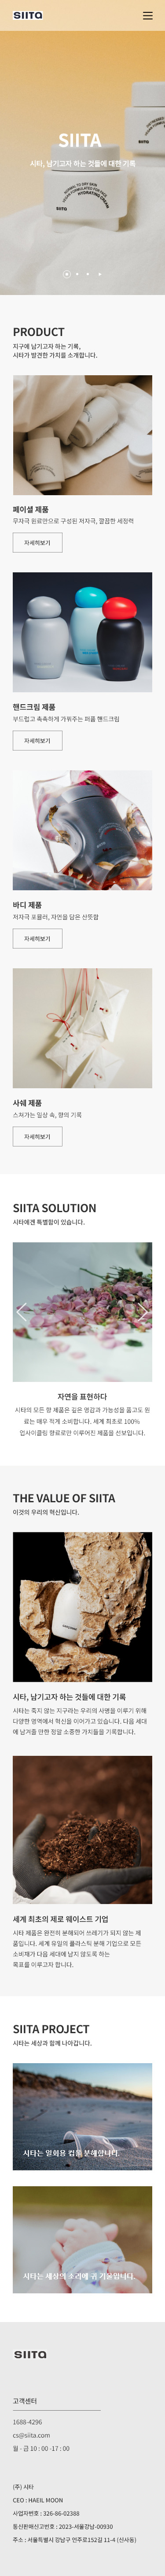 SIITA
SIITA
시타, 남기고자 하는 것들에 대한 기록
PRODUCT
지구에 남기고자 하는 기록,
시타가 발견한 가치를 소개합니다.
페이셜 제품
무자극 원료만으로 구성된 저자극, 깔끔한 세정력
자세히보기
핸드크림 제품
부드럽고 촉촉하게 가꿔주는 퍼퓸 핸드크림
자세히보기
바디 제품
저자극 포뮬러, 자연을 담은 산뜻함
자세히보기
사쉐 제품
스쳐가는 일상 속, 향의 기록
자세히보기
SIITA SOLUTION
시타에겐 특별함이 있습니다.
자연을 표현하다
시타의 모든 향 제품은 깊은 영감과 가능성을 품고도 원
료는 매우 적게 소비합니다. 세계 최초로 100%
업사이클링 향료로만 이루어진 제품을 선보입니다.
THE VALUE OF SIITA
이것이 우리의 혁신입니다.
시타, 남기고자 하는 것들에 대한 기록
시타는 죽지 않는 지구라는 우리의 사명을 이루기 위해
다양한 영역에서 혁신을 이어가고 있습니다. 다음 세대
에 남겨줄 만한 정말 소중한 가치들을 기록합니다.
세계 최초의 제로 웨이스트 기업
시타 제품은 완전히 분해되어 쓰레기가 되지 않는 제
품입니다. 세계 유일의 플라스틱 분해 기업으로 모든
소비재가 다음 세대에 남지 않도록 하는
목표를 이루고자 합니다.
SIITA PROJECT
시타는 세상과 함께 나아갑니다.
시타는 일회용 컵을 분해합니다.
시타는 세상의 소리에 귀 기울입니다.
SIITA
고객센터
1688-4296
cs@siita.com
월 - 금 10 : 00 -17 : 00
(주) 시타
CEO : HAEIL MOON
사업자번호 : 326-86-02388
통신판매신고번호 : 2023-서울강남-00930
주소 : 서울특별시 강남구 언주로152길 11-4 (신사동)